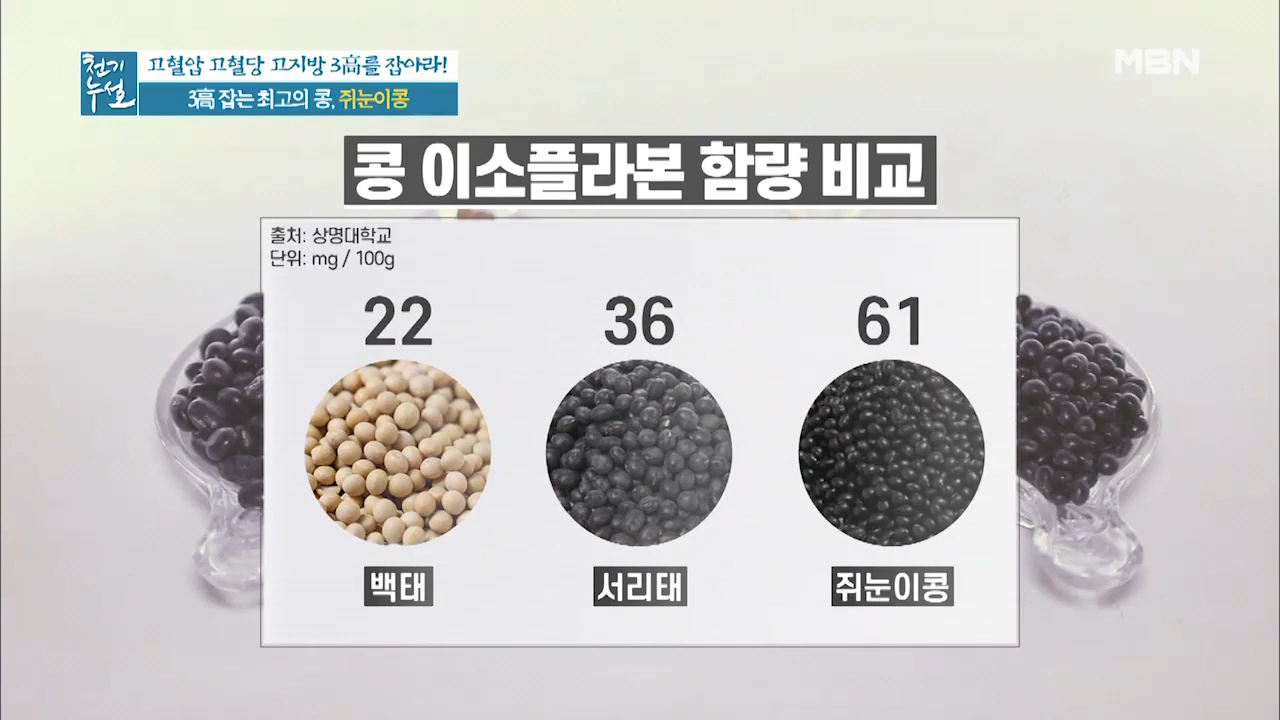 천기누설
고혈압 고혈당 고지방 3高를 잡아라!
3高 잡는 최고의 콩, 쥐눈이콩
MBN
콩 이소플라본 함량 비교
출처: 상명대학교
단위: mg / 100g
22 36 61
백태 서리태 쥐눈이콩